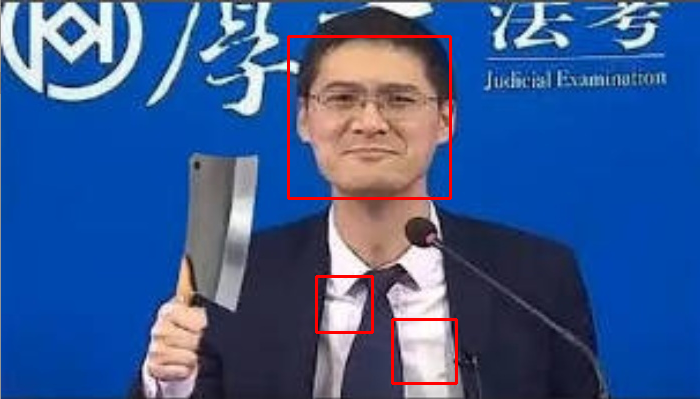 厚 法考
Judicial Examination